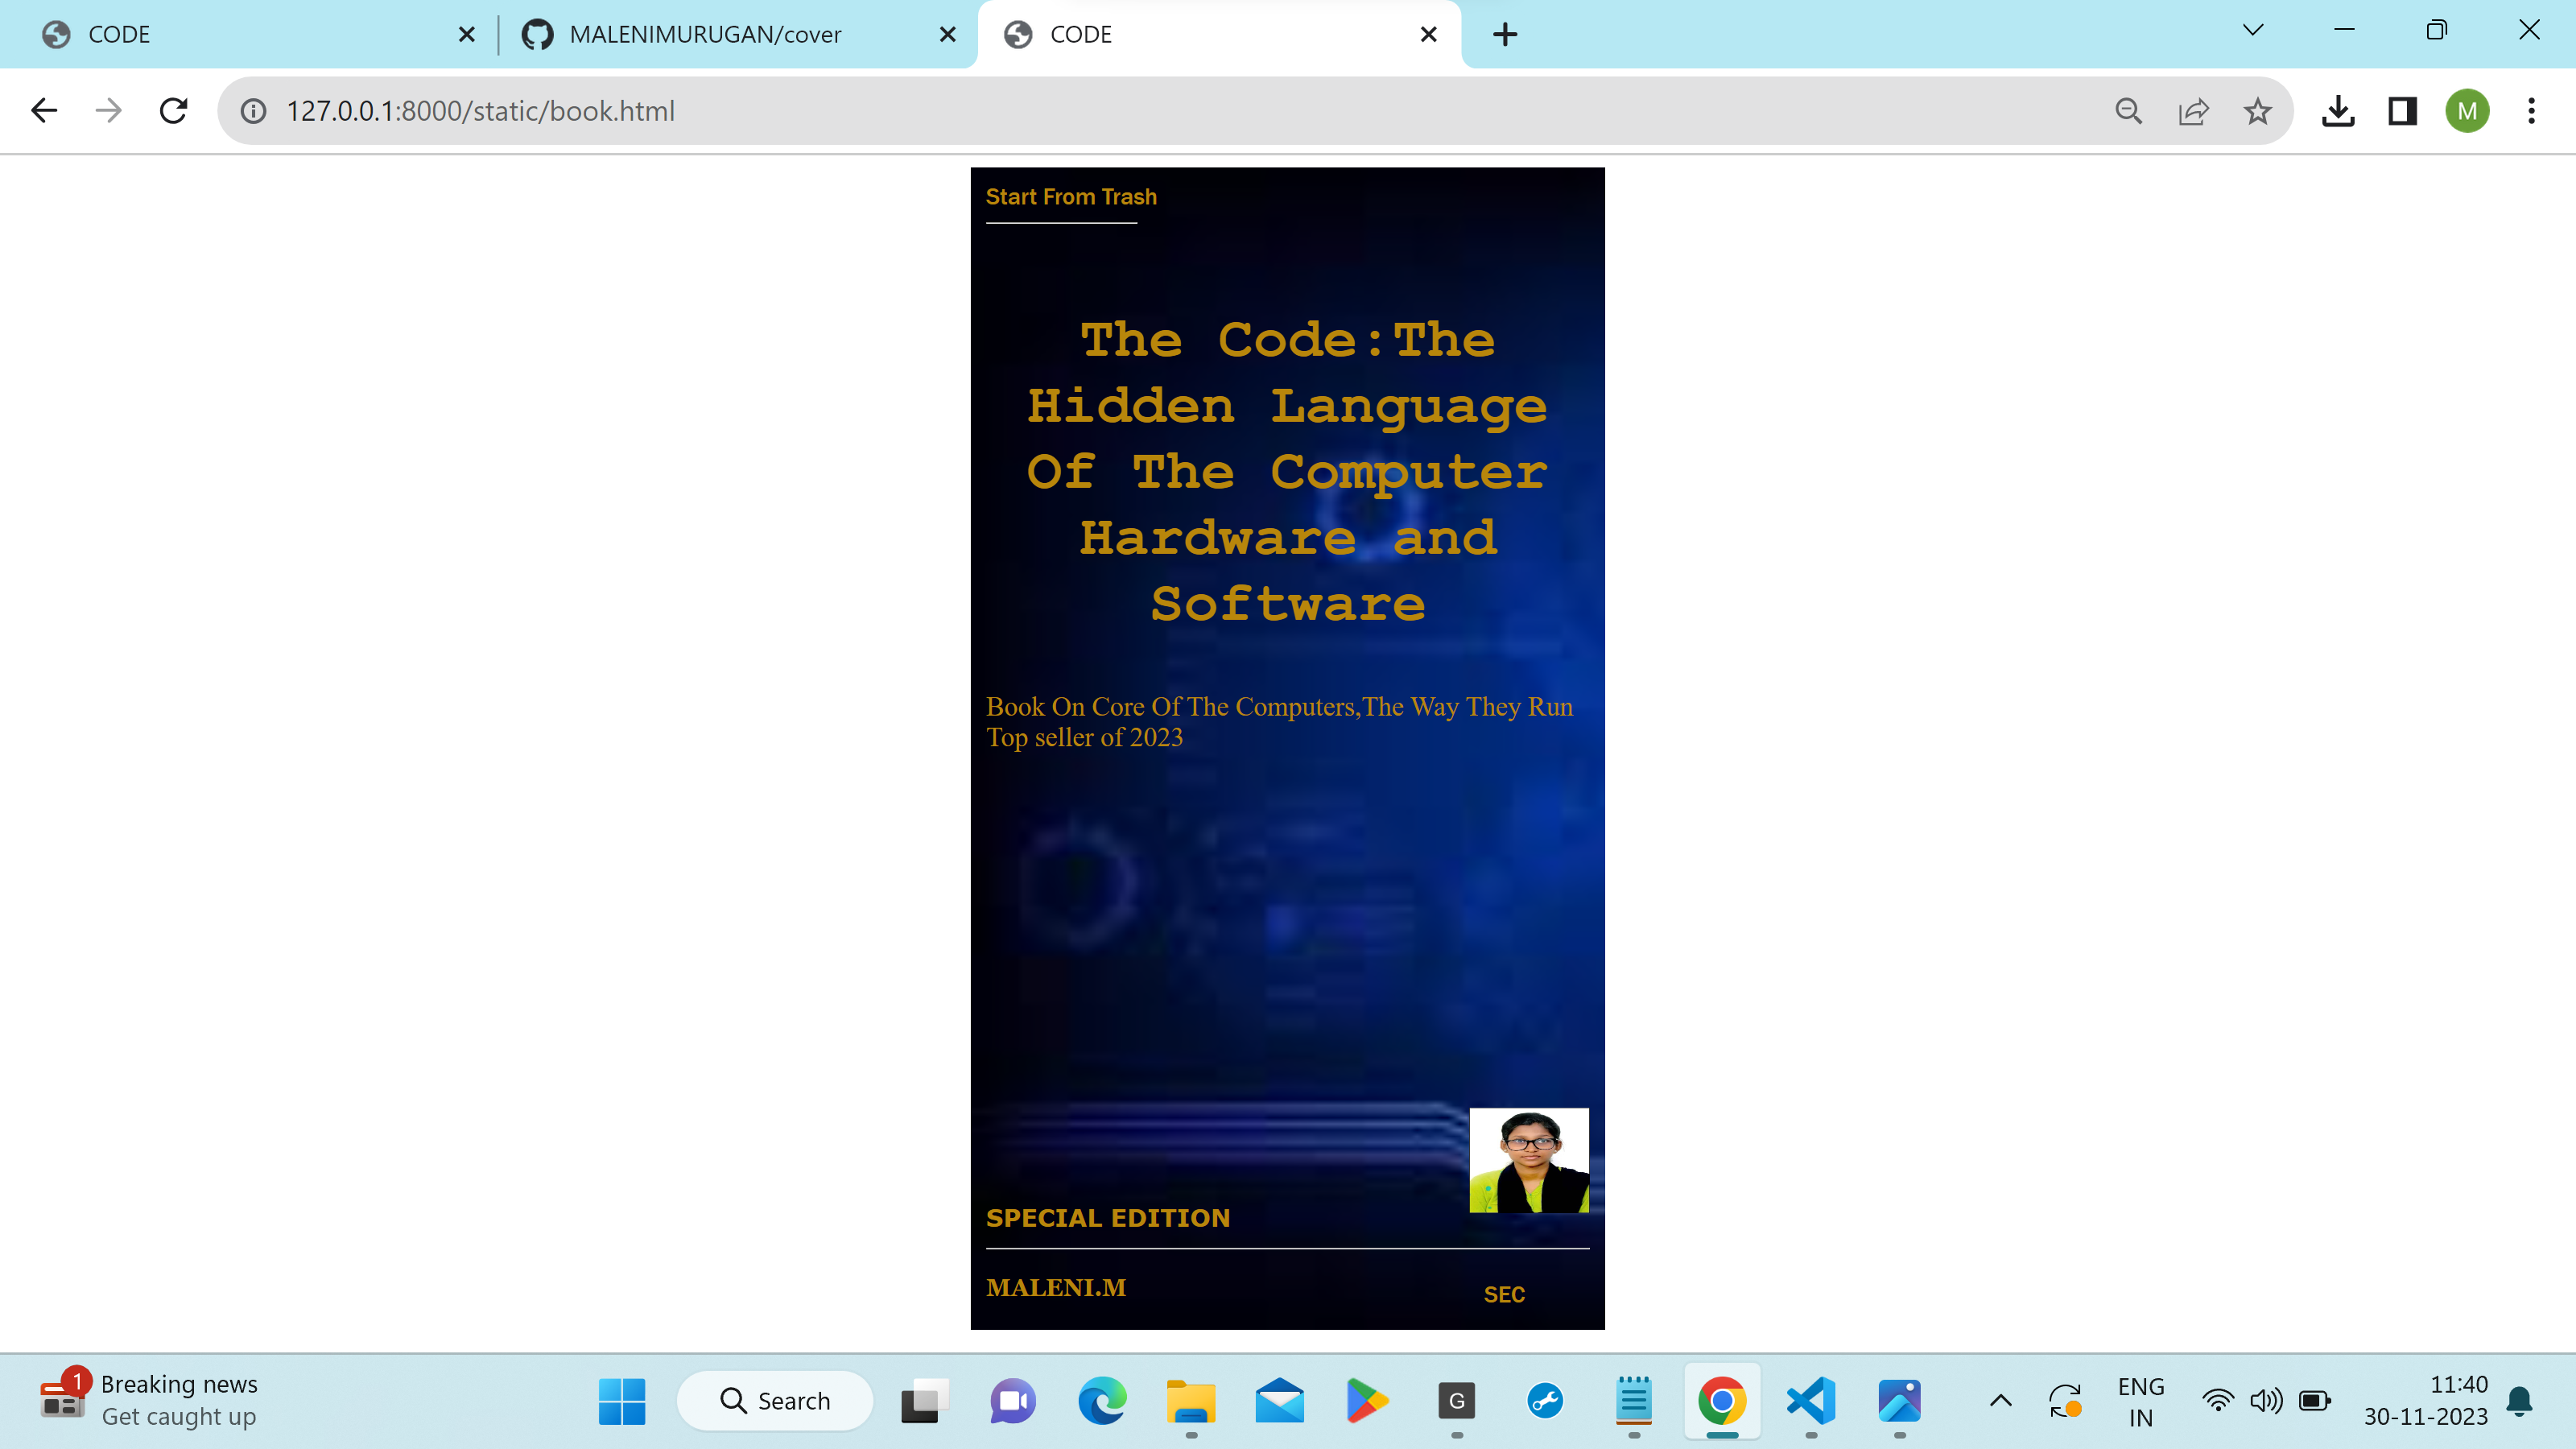 CODE
MALENIMURUGAN/cover
CODE
127.0.0.1:8000/static/book.html
M
Start From Trash
The Code:The
Hidden Language
Of The Computer
Hardware and
Software
Book On Core Of The Computers,The Way They Run
Top seller of 2023
SPECIAL EDITION
MALENI.M
SEC
1
Breaking news
Get caught up
Search
G
ENG
IN
11:40
30-11-2023